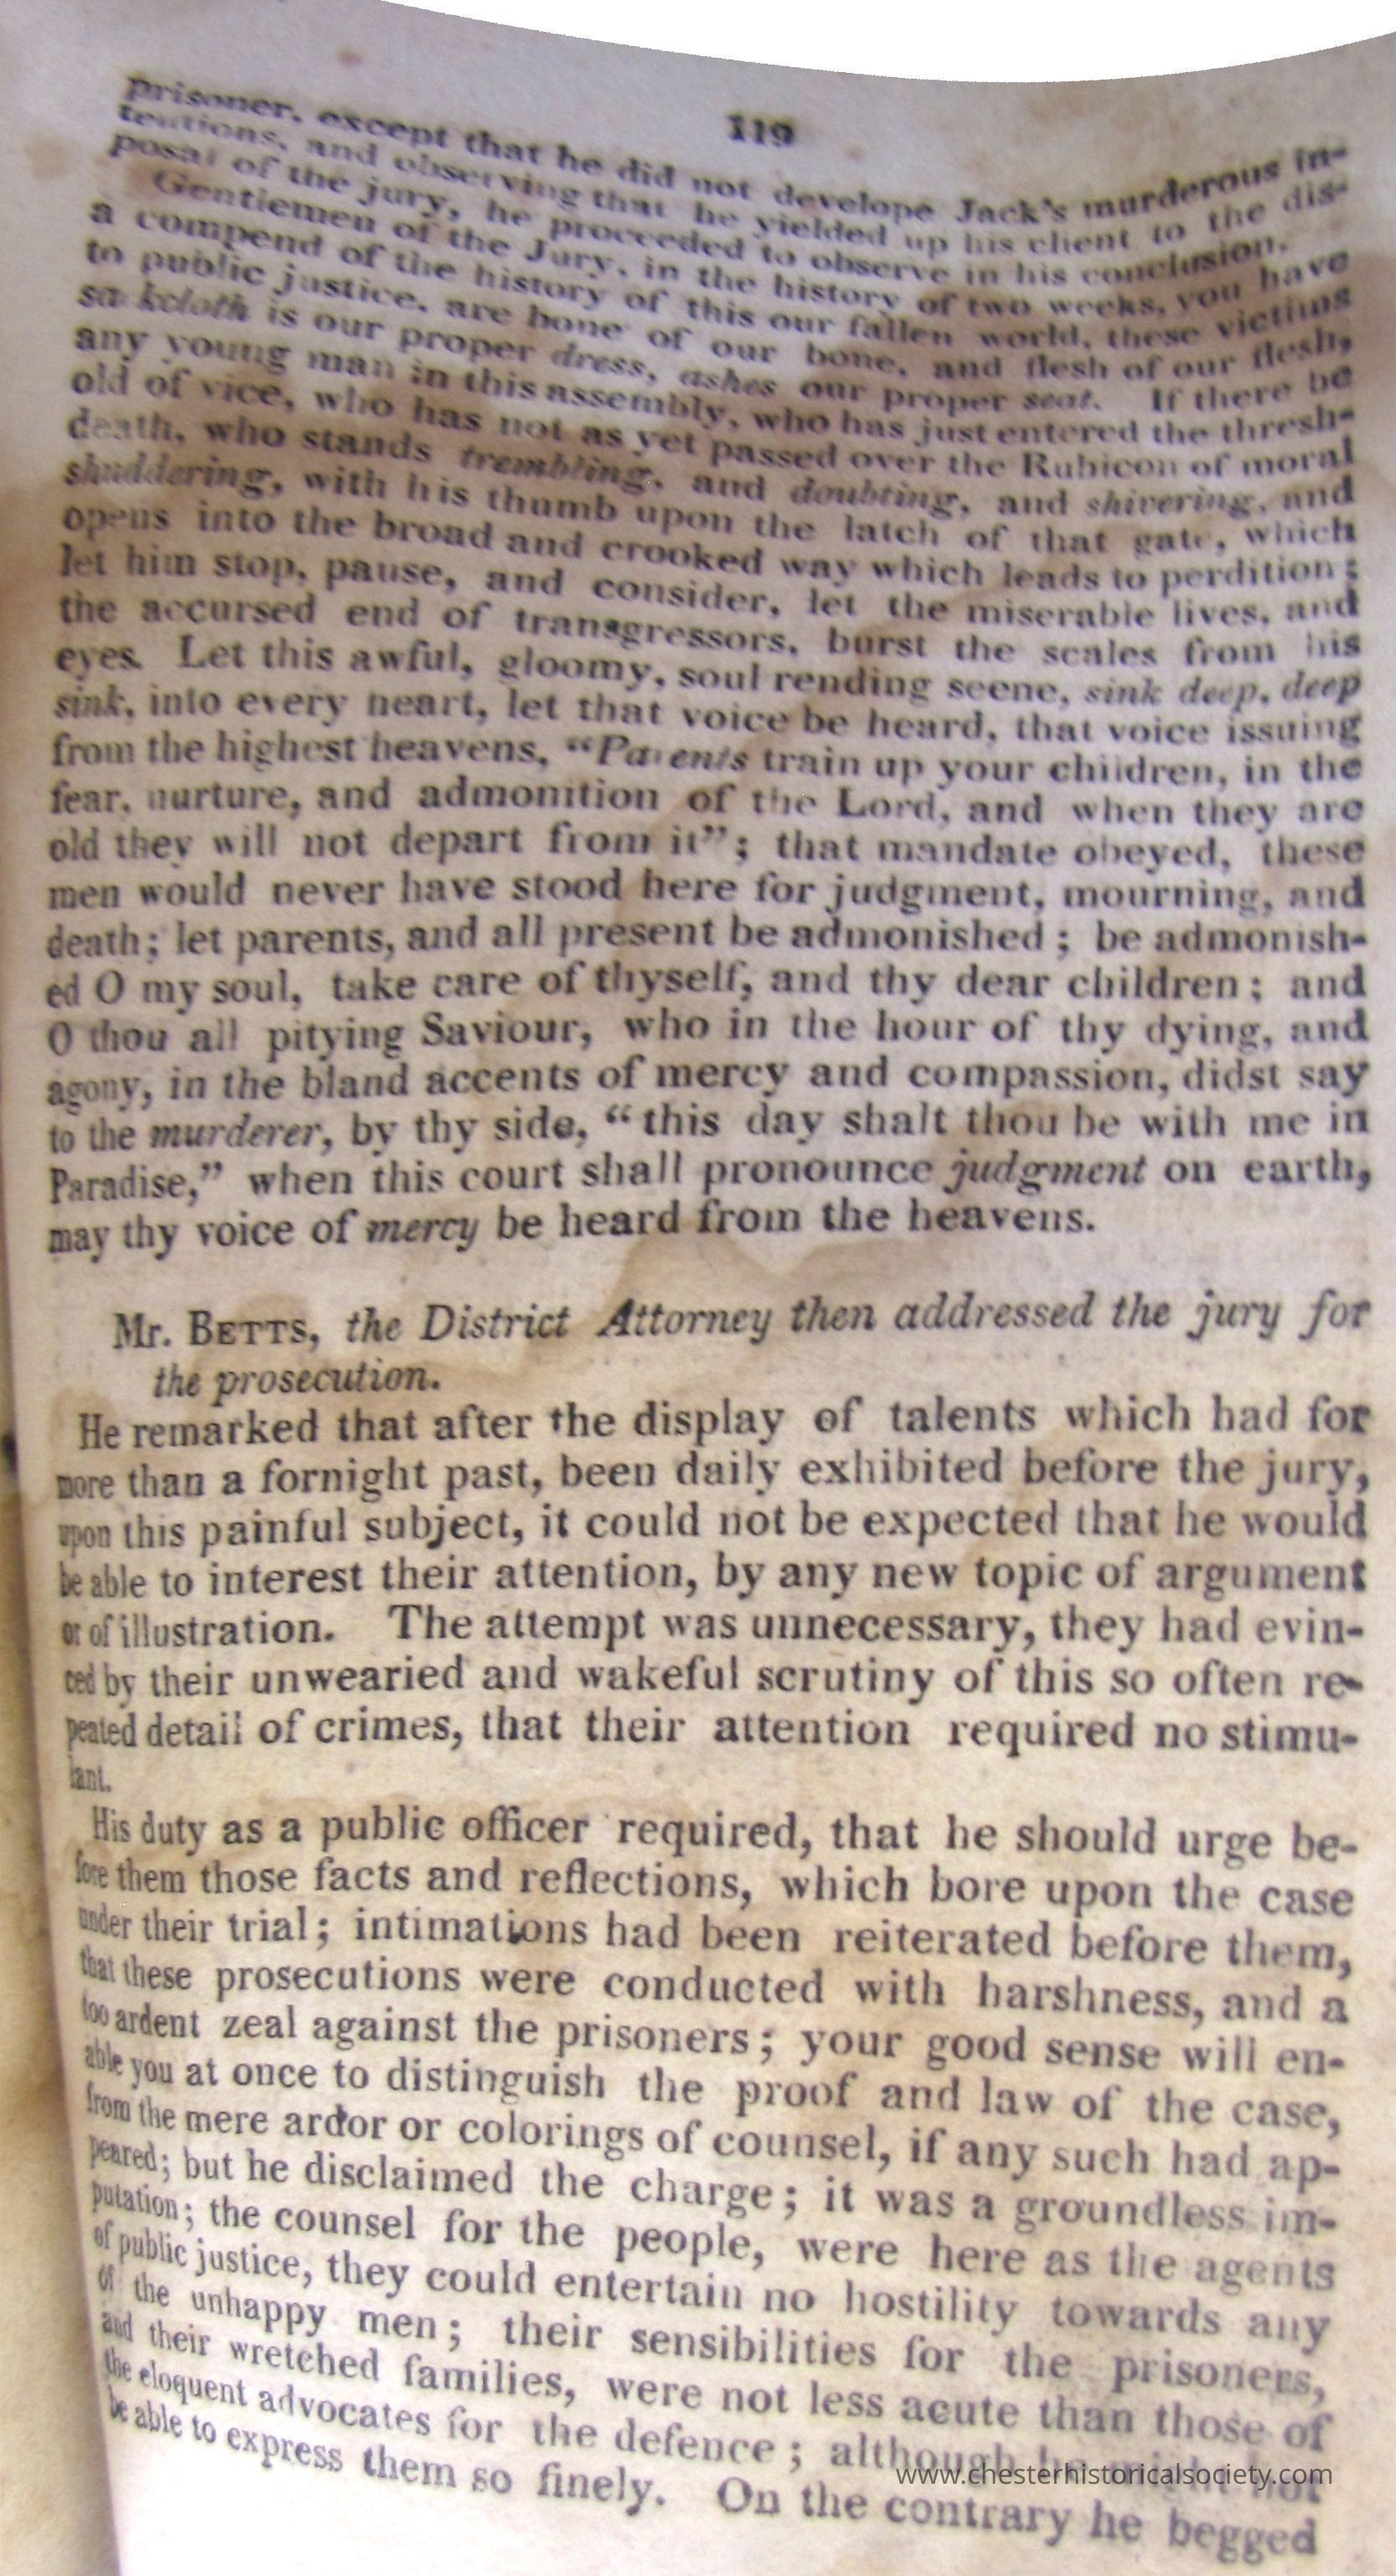 119
prisoner, except that he did not develope Jack's murderous in-
tentions, and observing that he yielded up his client to the dis-
posal of the jury, he proceeded to observe in his conclusion.
Gentlemen of the Jury, in the history of two weeks, you have
a compend of the history of this our fallen world, these victims
to public justice, are bone of our bone, and flesh of our flesh,
sackcloth is our proper dress, ashes our proper seat. If there be
any young man in this assembly, who has just entered the thresh-
old of vice, who has not as yet passed over the Rubicon of moral
death, who stands trembling, and doubting, and shivering, and
shuddering, with his thumb upon the latch of that gate, which
opens into the broad and crooked way which leads to perdition;
let him stop, pause, and consider, let the miserable lives, and
the accursed end of transgressors, burst the scales from his
eyes. Let this awful, gloomy, soul rending scene, sink deep, deep
sink, into every heart, let that voice be heard, that voice issuing
from the highest heavens, "Parents train up your children, in the
fear, nurture, and admonition of the Lord, and when they are
old they will not depart from it"; that mandate obeyed, these
men would never have stood here for judgment, mourning, and
death; let parents, and all present be admonished; be admonish-
ed O my soul, take care of thyself, and thy dear children; and
O thou all pitying Saviour, who in the hour of thy dying, and
agony, in the bland accents of mercy and compassion, didst say
to the murderer, by thy side, "this day shalt thou be with me in
Paradise," when this court shall pronounce judgment on earth,
may thy voice of mercy be heard from the heavens.
Mr. BETTS, the District Attorney then addressed the jury for
the prosecution.
He remarked that after the display of talents which had for
more than a fornight past, been daily exhibited before the jury,
upon this painful subject, it could not be expected that he would
be able to interest their attention, by any new topic of argument
or of illustration. The attempt was unnecessary, they had evin-
ced by their unwearied and wakeful scrutiny of this so often re-
peated detail of crimes, that their attention required no stimu-
lant.
His duty as a public officer required, that he should urge be-
fore them those facts and reflections, which bore upon the case
under their trial; intimations had been reiterated before them,
that these prosecutions were conducted with harshness, and a
too ardent zeal against the prisoners; your good sense will en-
able you at once to distinguish the proof and law of the case,
from the mere ardor or colorings of counsel, if any such had ap-
peared; but he disclaimed the charge; it was a groundless im-
putation; the counsel for the people, were here as the agents
of public justice, they could entertain no hostility towards any
of the unhappy men; their sensibilities for the prisoners,
and their wretched families, were not less acute than those of
the eloquent advocates for the defence; although he might not
be able to express them so finely. On the contrary he begged
www.chesterhistoricalsociety.com